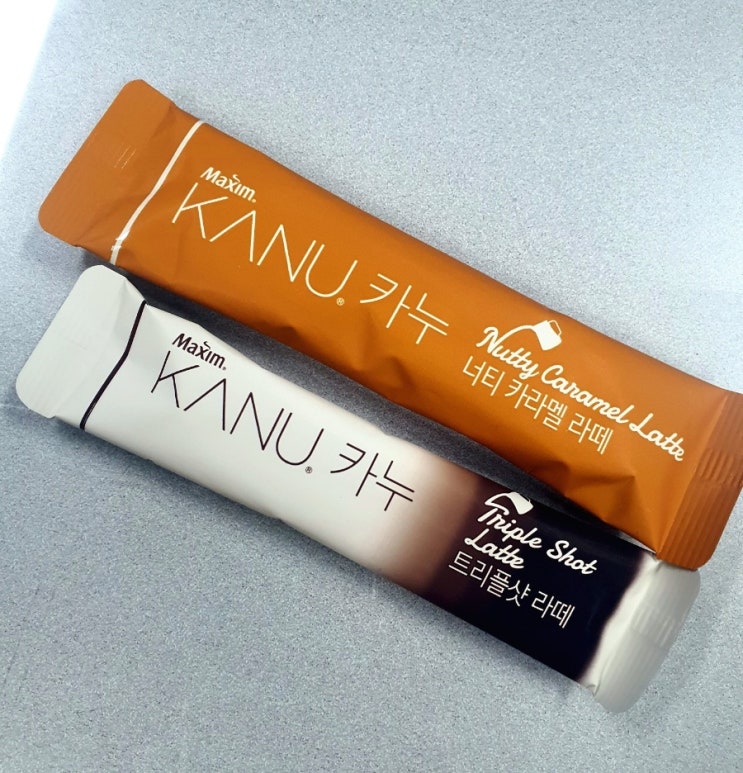 Maxim®
KANU® 카누
Nutty Caramel Latte
너티 카라멜 라떼
Maxim®
KANU® 카누
Triple Shot
Latte
트리플샷 라떼